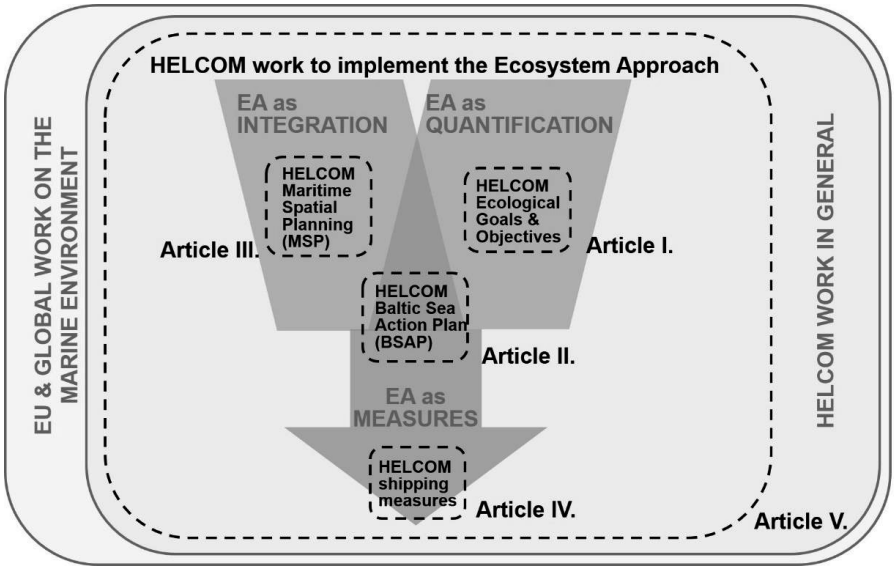 HELCOM work to implement the Ecosystem Approach
EA as
INTEGRATION
EA as
QUANTIFICATION
HELCOM
Maritime
Spatial
Planning
(MSP)
HELCOM
Ecological
Goals &
Objectives
Article III.
Article I.
HELCOM
Baltic Sea
Action Plan
(BSAP)
Article II.
EA as
MEASURES
HELCOM
shipping
measures
Article IV.
Article V.
EU & GLOBAL WORK ON THE
MARINE ENVIRONMENT
HELCOM WORK IN GENERAL